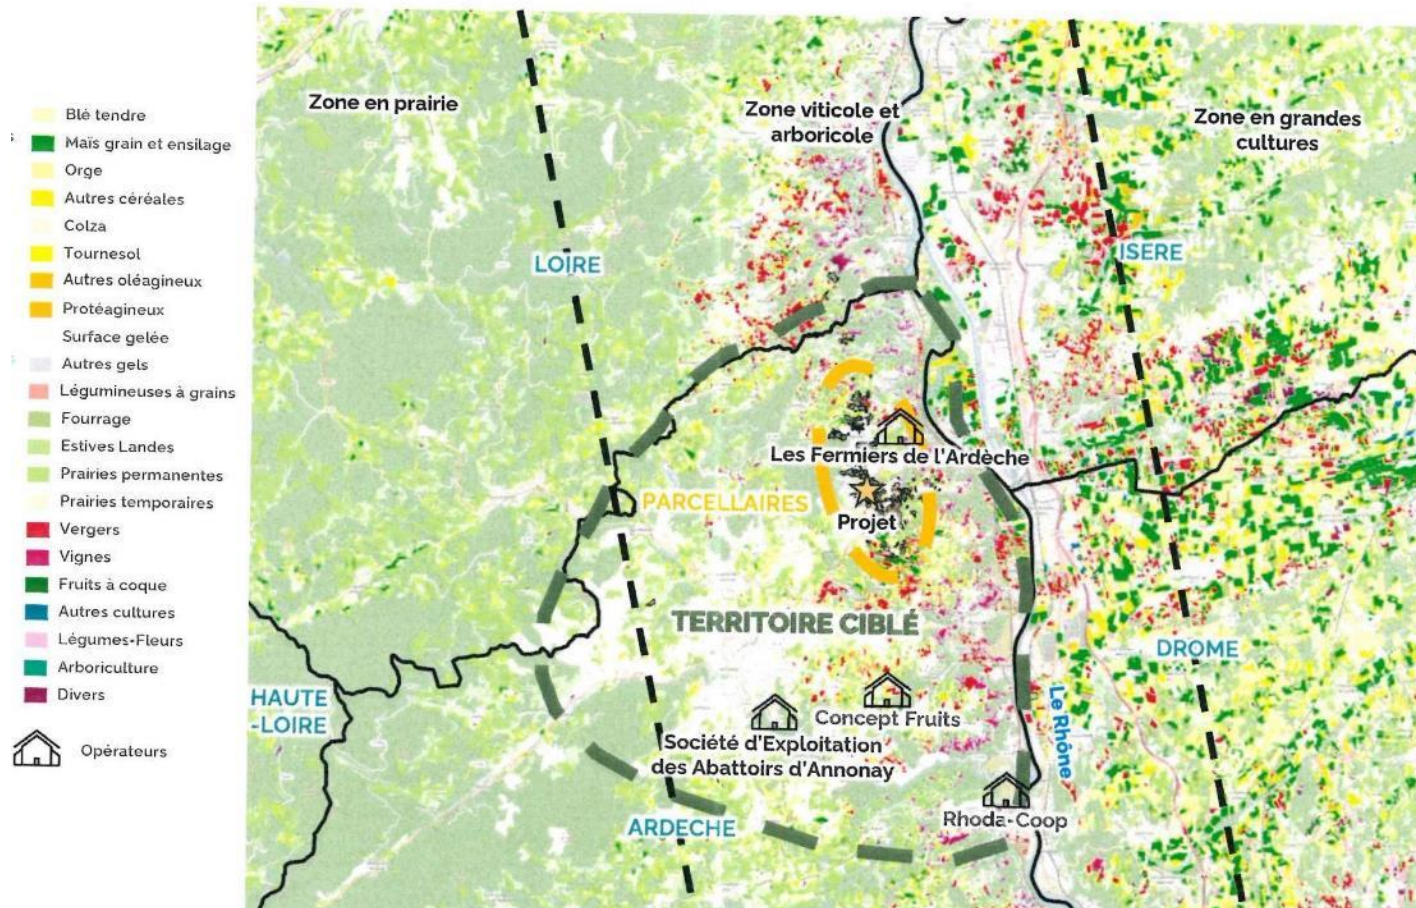 Blé tendre
Maïs grain et ensilage
Orge
Autres céréales
Colza
Tournesol
Autres oléagineux
Protéagineux
Surface gelée
Autres gels
Légumineuses à grains
Fourrage
Estives Landes
Prairies permanentes
Prairies temporaires
Vergers
Vignes
Fruits à coque
Autres cultures
Légumes-Fleurs
Arboriculture
Divers
Opérateurs
Zone en prairie
Zone viticole et
arboricole
Zone en grandes
cultures
LOIRE
ISERE
Les Fermiers de l'Ardèche
PARCELLAIRES
Projet
TERRITOIRE CIBLÉ
DROME
HAUTE
-LOIRE
Le Rhône
Concept Fruits
Société d'Exploitation
des Abattoirs d'Annonay
Rhoda-Coop
ARDECHE